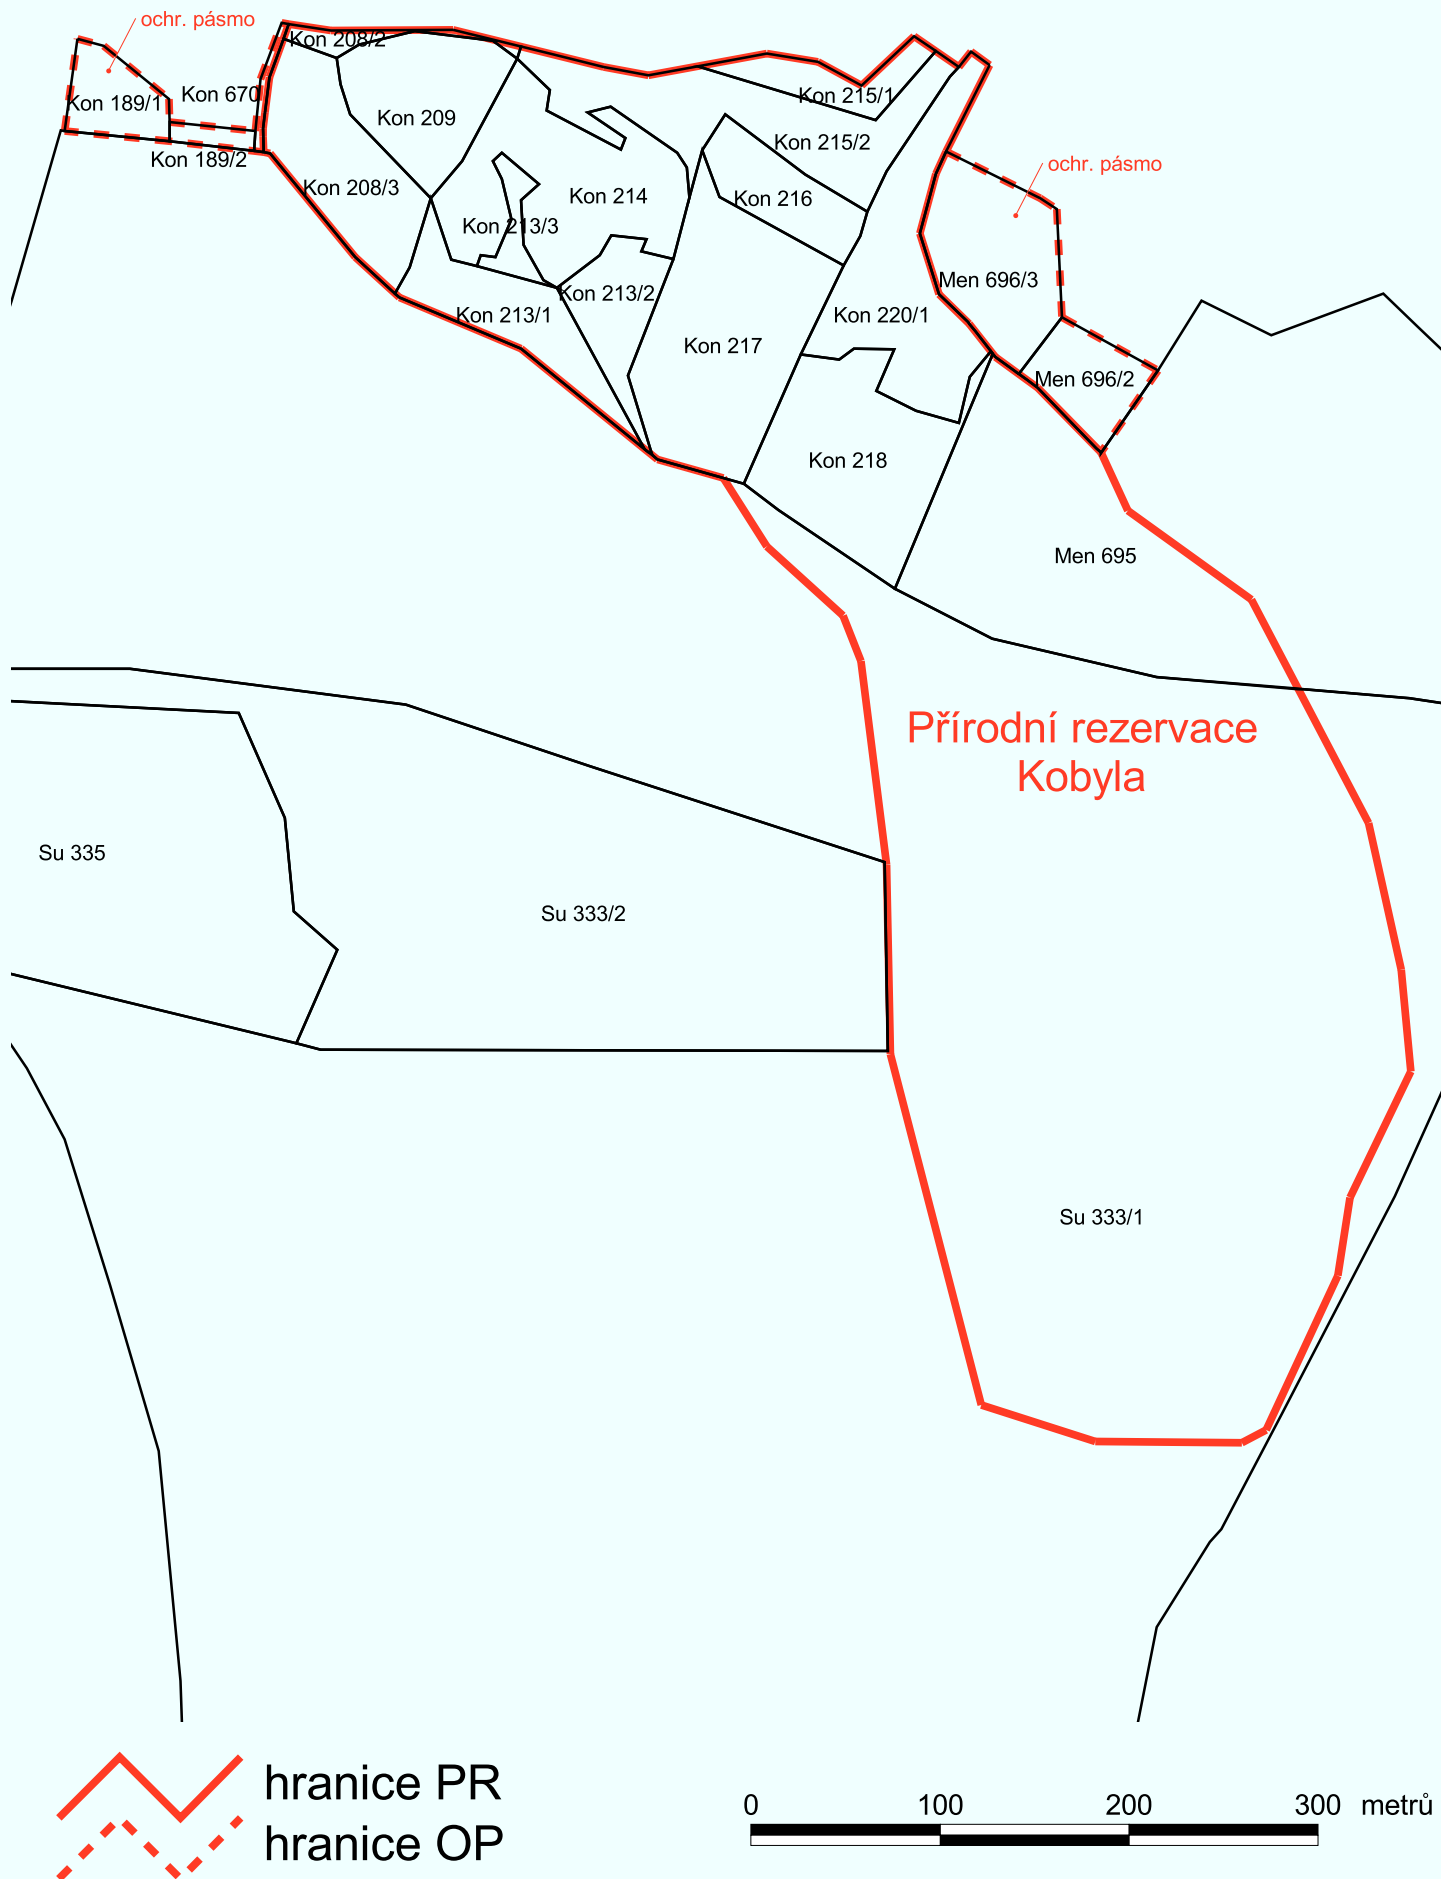 ochr. pásmo
Kon 208/2
Kon 670
Kon 189/1
Kon 215/1
Kon 209
Kon 215/2
Kon 189/2
ochr. pásmo
Kon 208/3
Kon 214
Kon 216
Kon 213/3
Men 696/3
Kon 213/2
Kon 213/1
Kon 220/1
Kon 217
Men 696/2
Kon 218
Men 695
Přírodní rezervace
Kobyla
Su 335
Su 333/2
Su 333/1
hranice PR
hranice OP
0 100 200 300 metrů